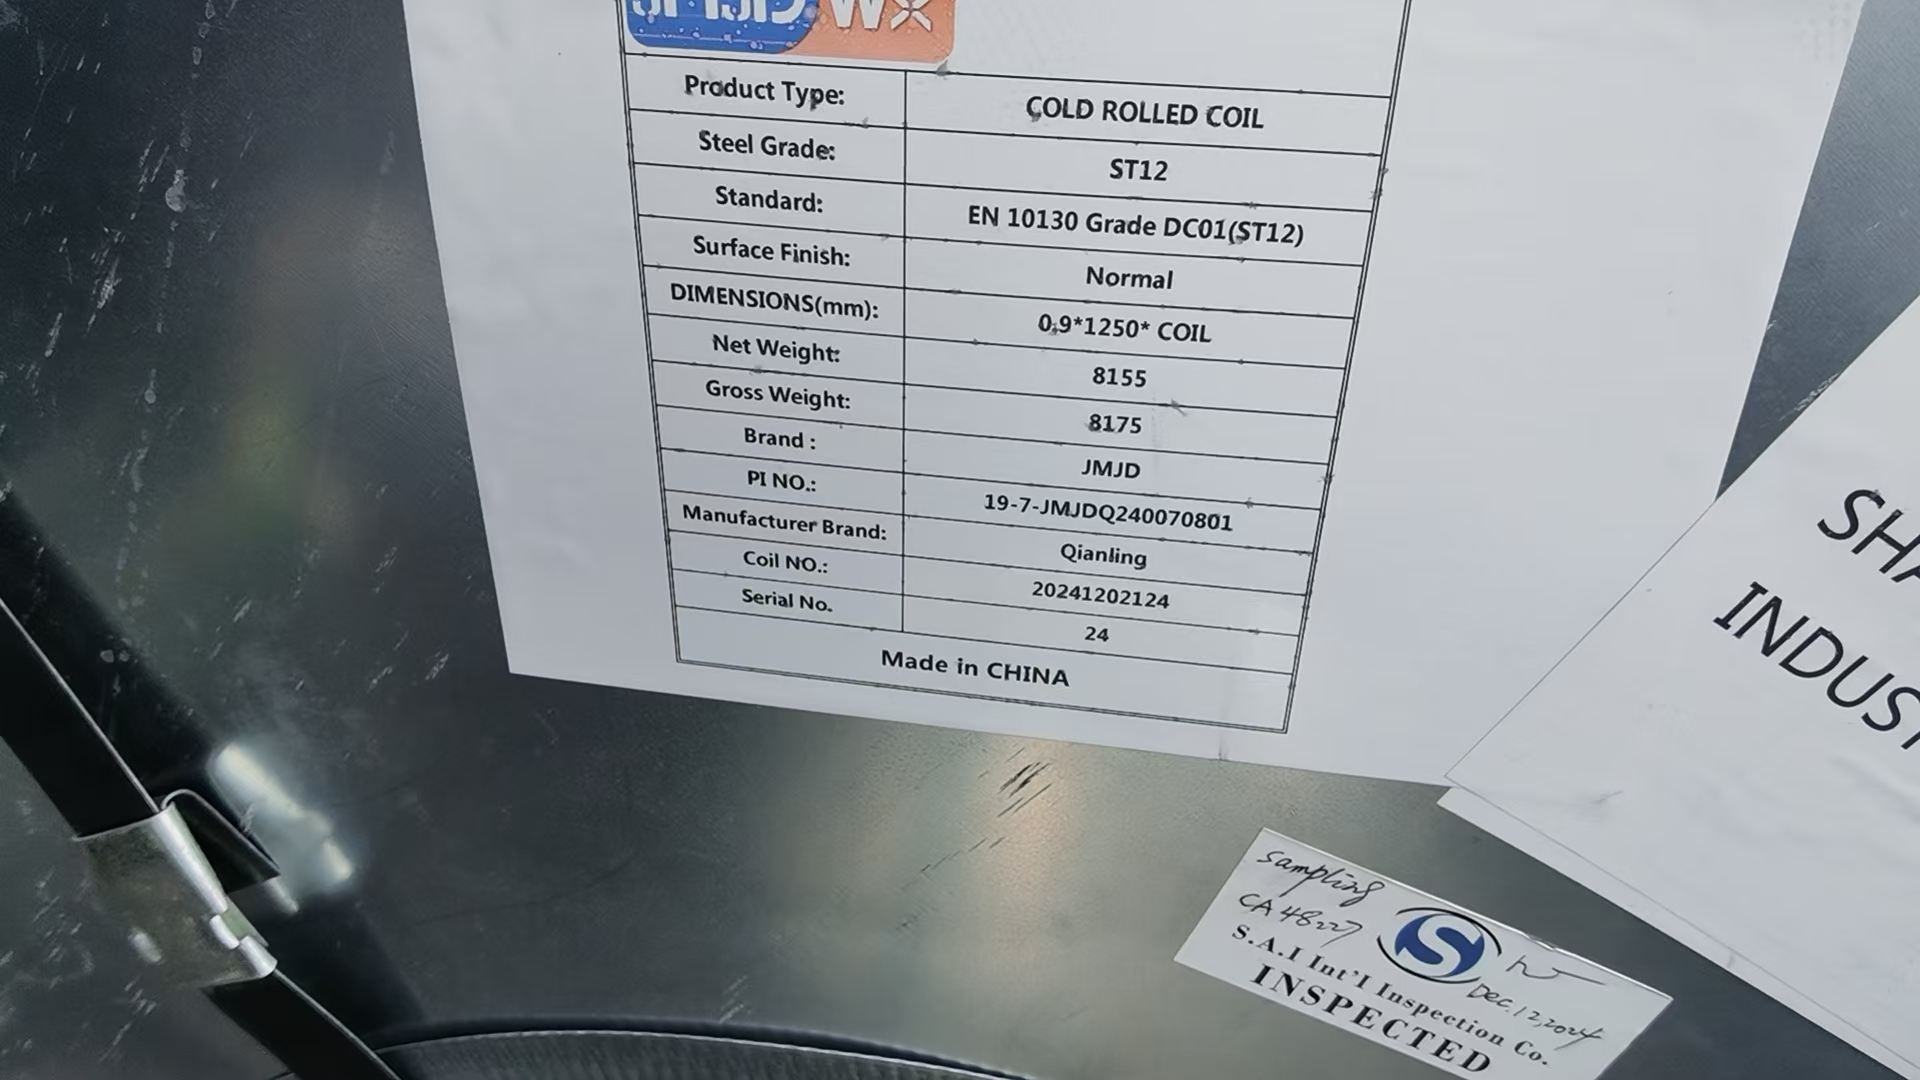 Product Type: COLD ROLLED COIL
Steel Grade: ST12
Standard: EN 10130 Grade DC01(ST12)
Surface Finish: Normal
DIMENSIONS(mm): 0.9*1250* COIL
Net Weight: 8155
Gross Weight: 8175
Brand : JMJD
PI NO.: 19-7-JMJDQ240070801
Manufacturer Brand: Qianling
Coil NO.: 20241202124
Serial No. 24
Made in CHINA
sampling
S
Dec.12,2024
S.A.I Int'l Inspection Co.
INSPECTED